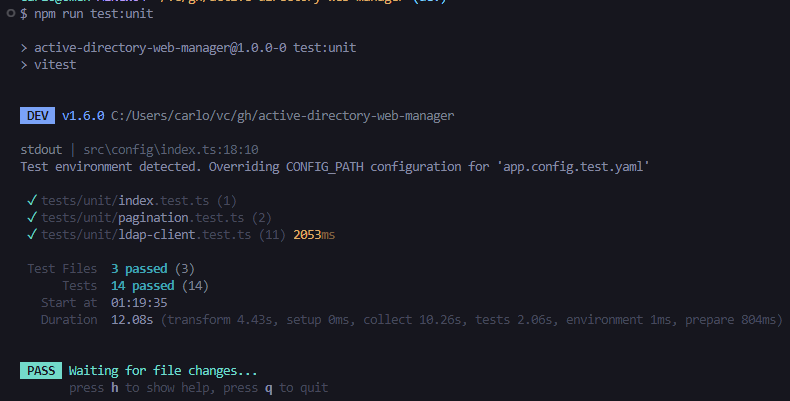 $ npm run test:unit
> active-directory-web-manager@1.0.0-0 test:unit
> vitest
DEV v1.6.0 C:/Users/carlo/vc/gh/active-directory-web-manager
stdout | src\config\index.ts:18:10
Test environment detected. Overriding CONFIG_PATH configuration for 'app.config.test.yaml'
✓ tests/unit/index.test.ts (1)
✓ tests/unit/pagination.test.ts (2)
✓ tests/unit/ldap-client.test.ts (11) 2053ms
Test Files 3 passed (3)
Tests 14 passed (14)
Start at 01:19:35
Duration 12.08s (transform 4.43s, setup 0ms, collect 10.26s, tests 2.06s, environment 1ms, prepare 804ms)
PASS Waiting for file changes...
press h to show help, press q to quit